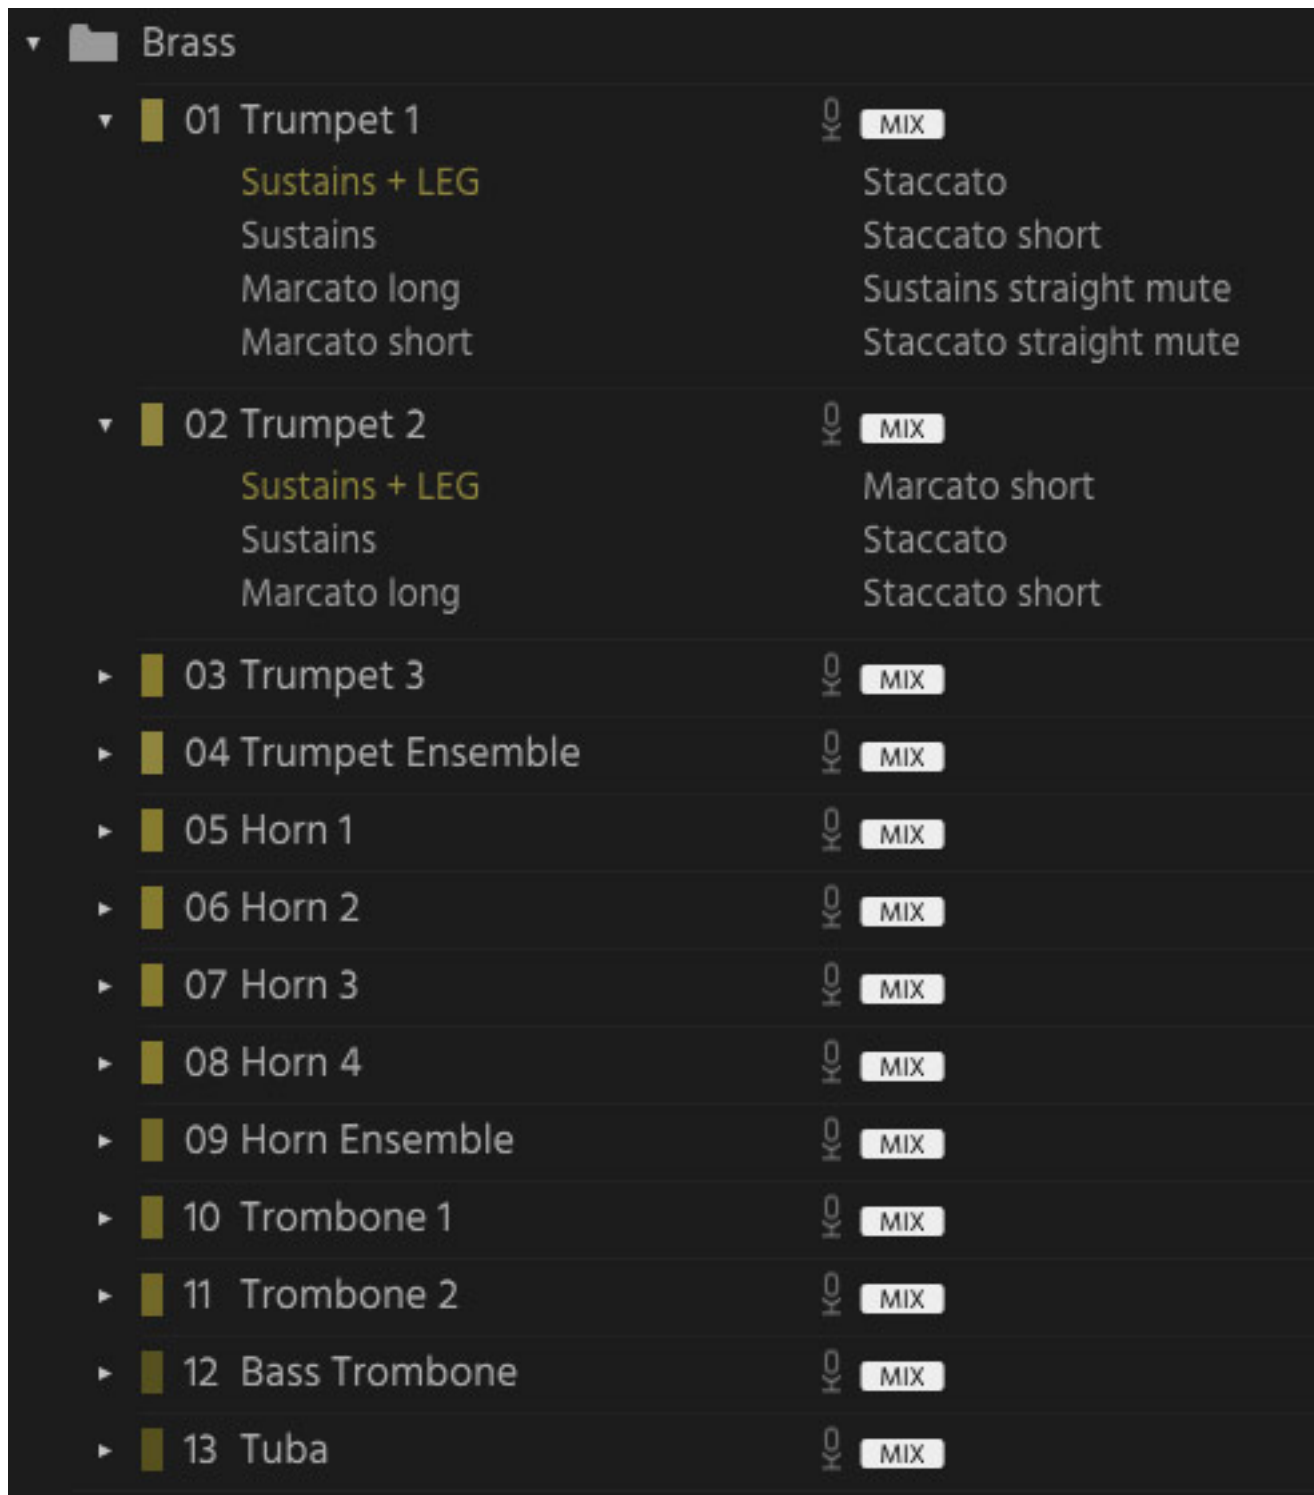 Brass
01 Trumpet 1 MIX
Sustains + LEG Staccato
Sustains Staccato short
Marcato long Sustains straight mute
Marcato short Staccato straight mute
02 Trumpet 2 MIX
Sustains + LEG Marcato short
Sustains Staccato
Marcato long Staccato short
03 Trumpet 3 MIX
04 Trumpet Ensemble MIX
05 Horn 1 MIX
06 Horn 2 MIX
07 Horn 3 MIX
08 Horn 4 MIX
09 Horn Ensemble MIX
10 Trombone 1 MIX
11 Trombone 2 MIX
12 Bass Trombone MIX
13 Tuba MIX